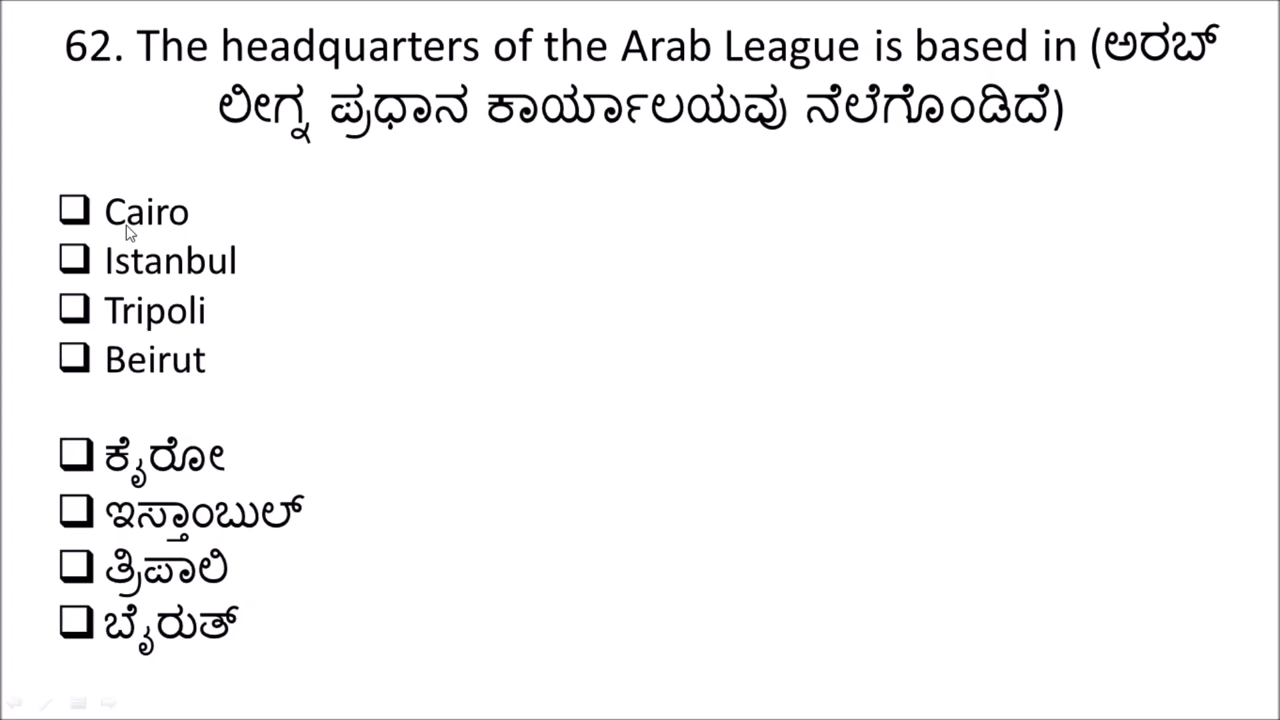 62. The headquarters of the Arab League is based in (ಅರಬ್
ಲೀಗ್ನ ಪ್ರಧಾನ ಕಾರ್ಯಾಲಯವು ನೆಲೆಗೊಂಡಿದೆ)
Cairo
Istanbul
Tripoli
Beirut
ಕೈರೋ
ಇಸ್ತಾಂಬುಲ್
ತ್ರಿಪಾಲಿ
ಬೈರುತ್